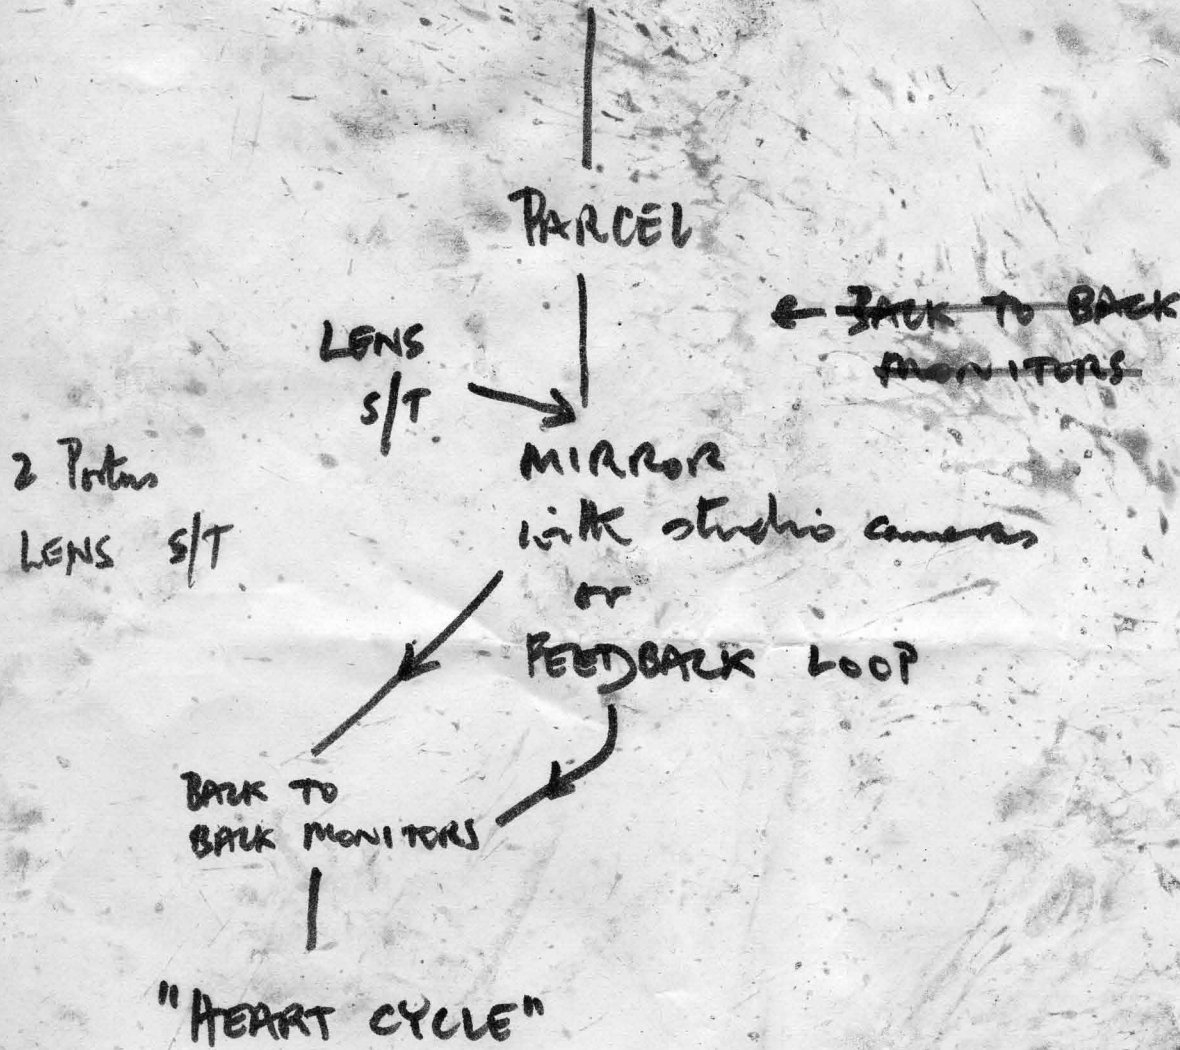 PARCEL
← BACK TO BACK
MONITORS
LENS
S/T
MIRROR
with studio cameras
or
FEEDBACK LOOP
2
LENS S/T
BACK TO
BACK MONITORS
"HEART CYCLE"